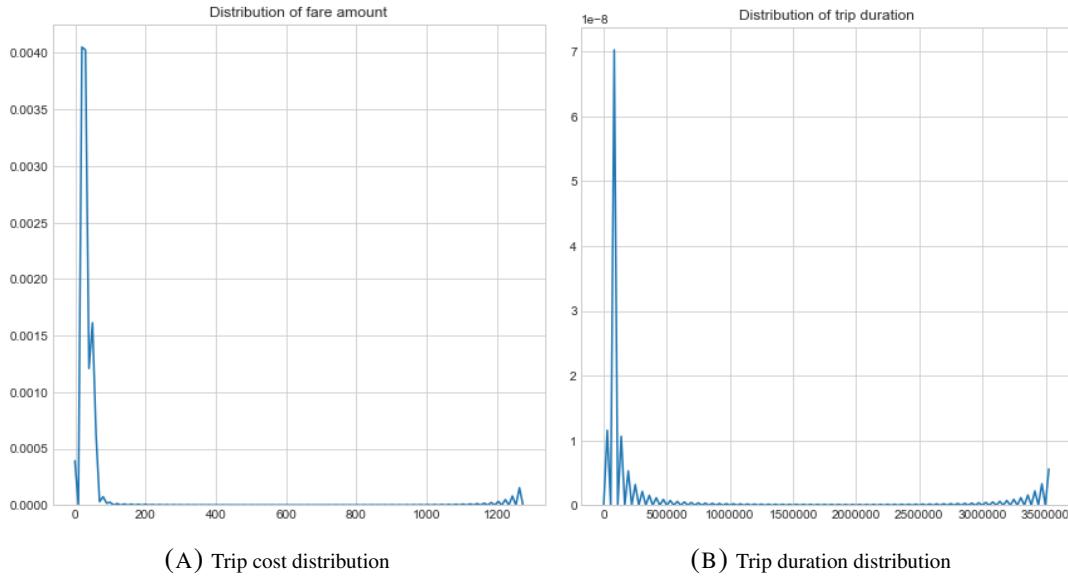 Distribution of fare amount
0.0040
0.0035
0.0030
0.0025
0.0020
0.0015
0.0010
0.0005
0.0000
0 200 400 600 800 1000 1200
(A) Trip cost distribution
Distribution of trip duration
1e−8
7
6
5
4
3
2
1
0
0 500000 1000000 1500000 2000000 2500000 3000000 3500000
(B) Trip duration distribution